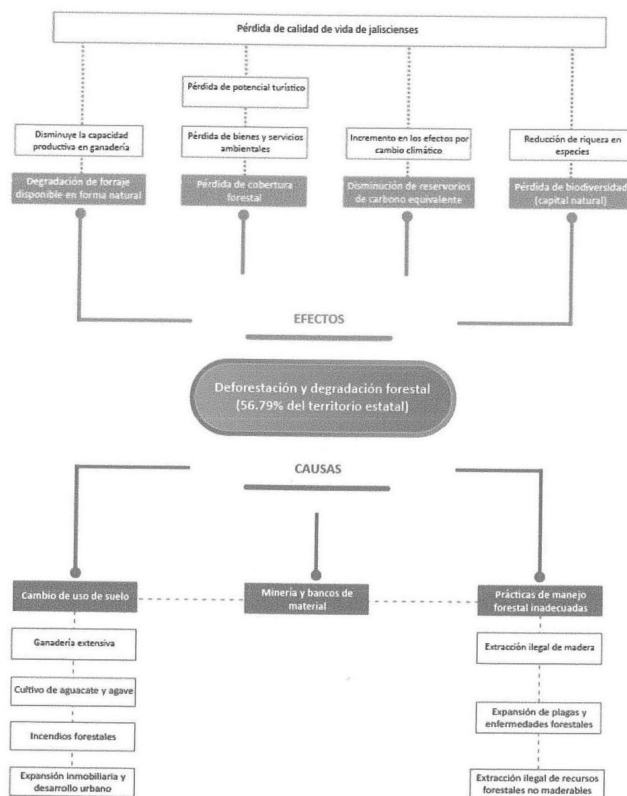 Pérdida de calidad de vida de jaliscienses
Pérdida de potencial turístico
Disminuye la capacidad
productiva en ganadería
Pérdida de bienes y servicios
ambientales
Incremento en los efectos por
cambio climático
Reducción de riqueza en
especies
Degradación de forraje
disponible en forma natural
Pérdida de cobertura
forestal
Disminución de reservorios
de carbono equivalente
Pérdida de biodiversidad
(capital natural)
EFECTOS
Deforestación y degradación forestal
(56.79% del territorio estatal)
CAUSAS
Cambio de uso de suelo
Minería y bancos de
material
Prácticas de manejo
forestal inadecuadas
Ganadería extensiva
Extracción ilegal de madera
Cultivo de aguacate y agave
Expansión de plagas y
enfermedades forestales
Incendios forestales
Expansión inmobiliaria y
desarrollo urbano
Extracción ilegal de recursos
forestales no maderables